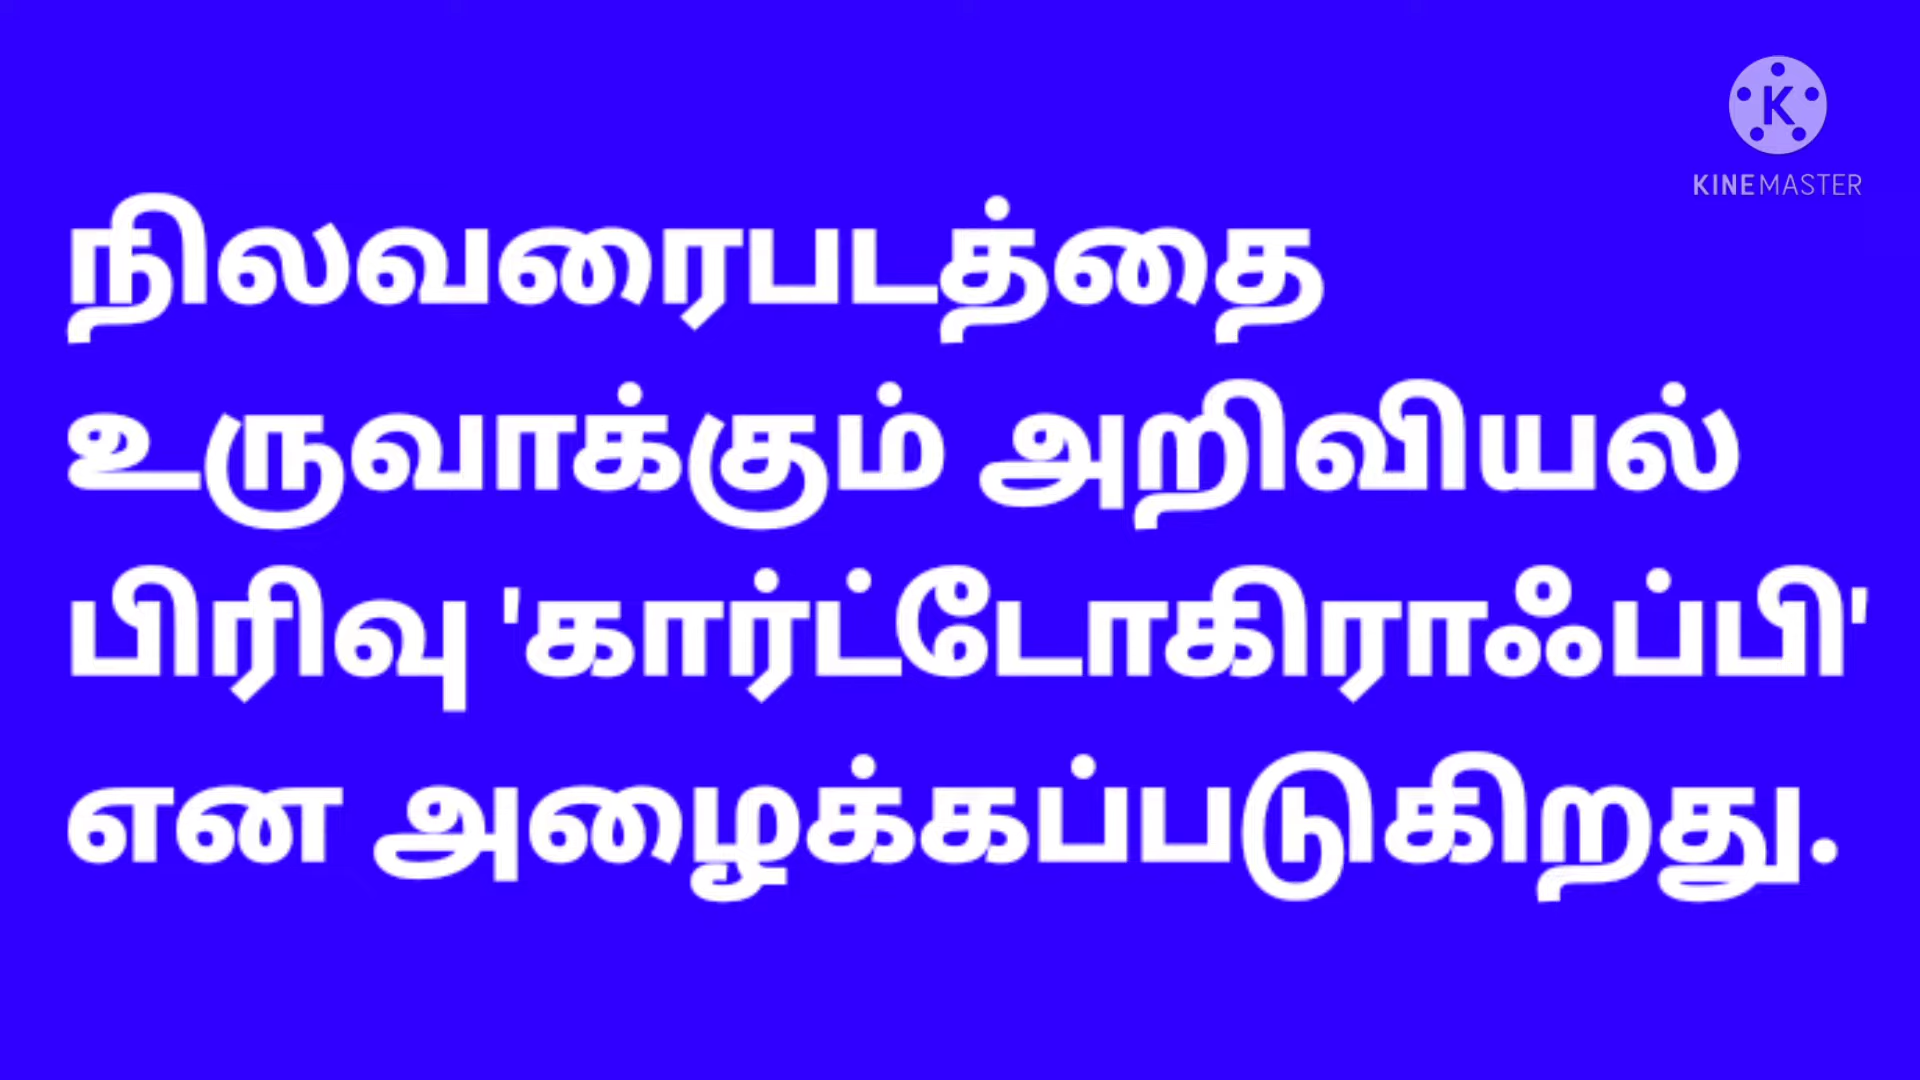 KINEMASTER
நிலவரைபடத்தை
உருவாக்கும் அறிவியல்
பிரிவு 'கார்ட்டோகிராஃப்பி'
என அழைக்கப்படுகிறது.